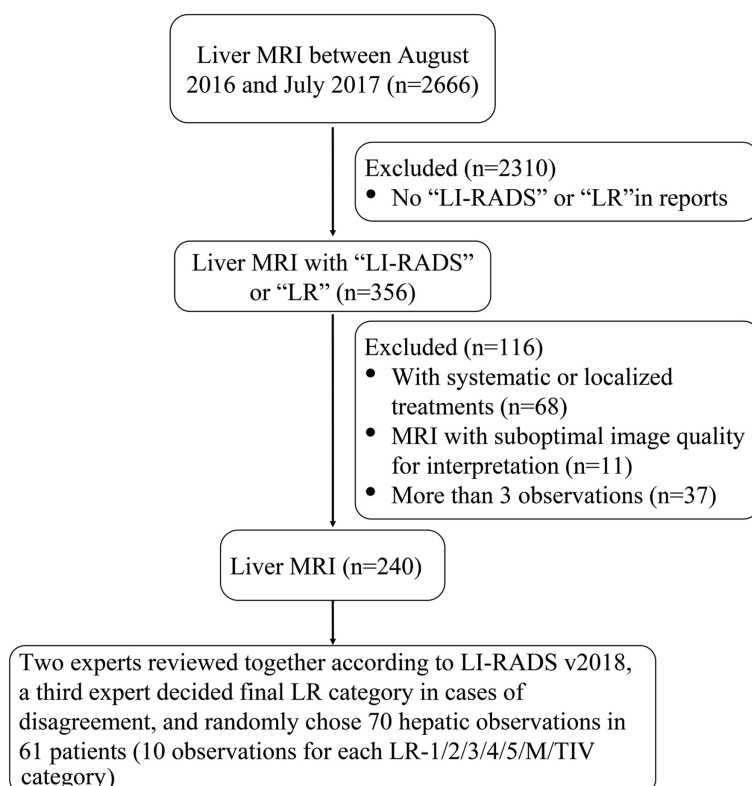 Liver MRI between August
2016 and July 2017 (n=2666)
Excluded (n=2310)
• No “LI-RADS” or “LR”in reports
Liver MRI with “LI-RADS”
or “LR” (n=356)
Excluded (n=116)
• With systematic or localized
treatments (n=68)
• MRI with suboptimal image quality
for interpretation (n=11)
• More than 3 observations (n=37)
Liver MRI (n=240)
Two experts reviewed together according to LI-RADS v2018,
a third expert decided final LR category in cases of
disagreement, and randomly chose 70 hepatic observations in
61 patients (10 observations for each LR-1/2/3/4/5/M/TIV
category)